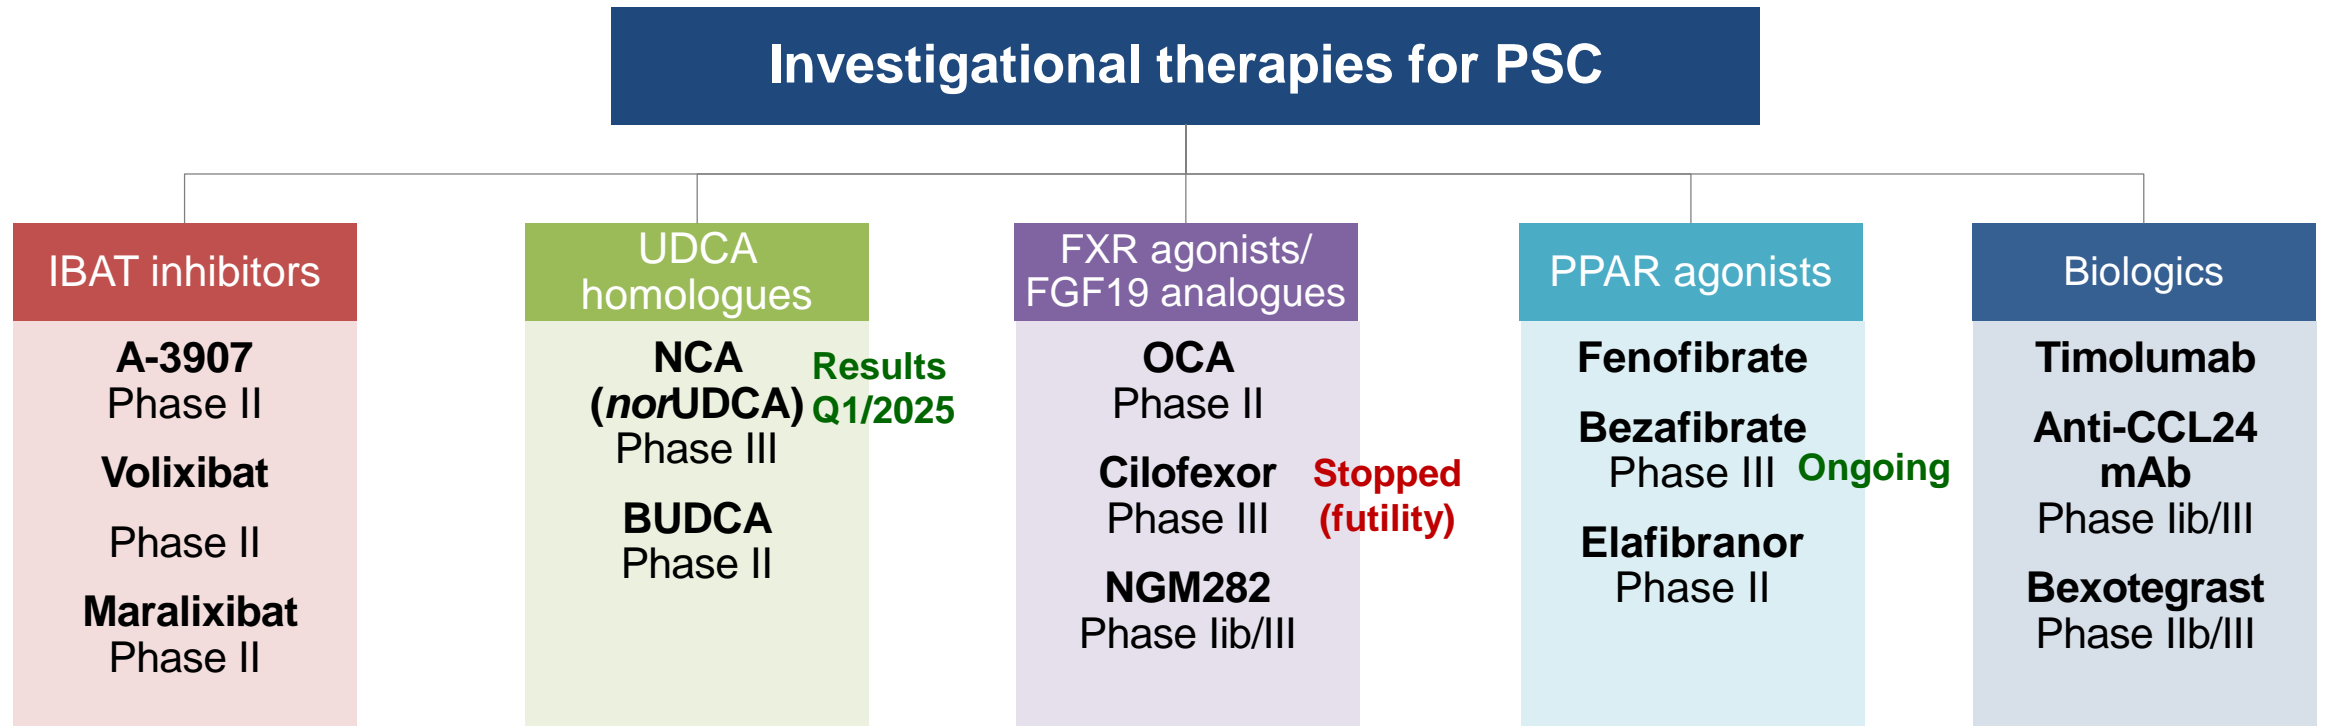 Investigational therapies for PSC
IBAT inhibitors
A-3907
Phase II
Volixibat
Phase II
Maralixibat
Phase II
UDCA
homologues
NCA
(norUDCA)
Phase III
Results
Q1/2025
BUDCA
Phase II
FXR agonists/
FGF19 analogues
OCA
Phase II
Cilofexor
Phase III
Stopped
(futility)
NGM282
Phase Iib/III
PPAR agonists
Fenofibrate
Bezafibrate
Phase III
Ongoing
Elafibranor
Phase II
Biologics
Timolumab
Anti-CCL24
mAb
Phase Iib/III
Bexotegrast
Phase IIb/III